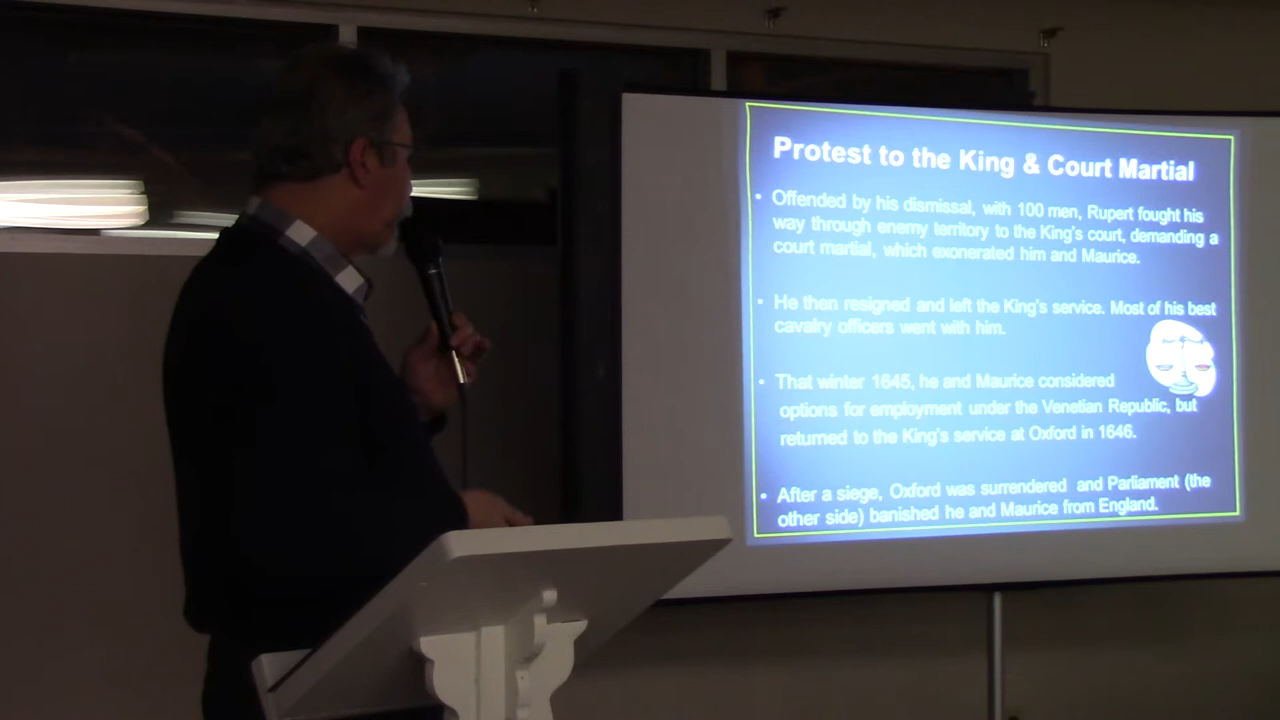 Protest to the King & Court Martial
• Offended by his dismissal, with 100 men, Rupert fought his
way through enemy territory to the King's court, demanding a
court martial, which exonerated him and Maurice.
• He then resigned and left the King's service. Most of his best
cavalry officers went with him.
• That winter 1645, he and Maurice considered
options for employment under the Venetian Republic, but
returned to the King's service at Oxford in 1646.
• After a siege, Oxford was surrendered and Parliament (the
other side) banished he and Maurice from England.